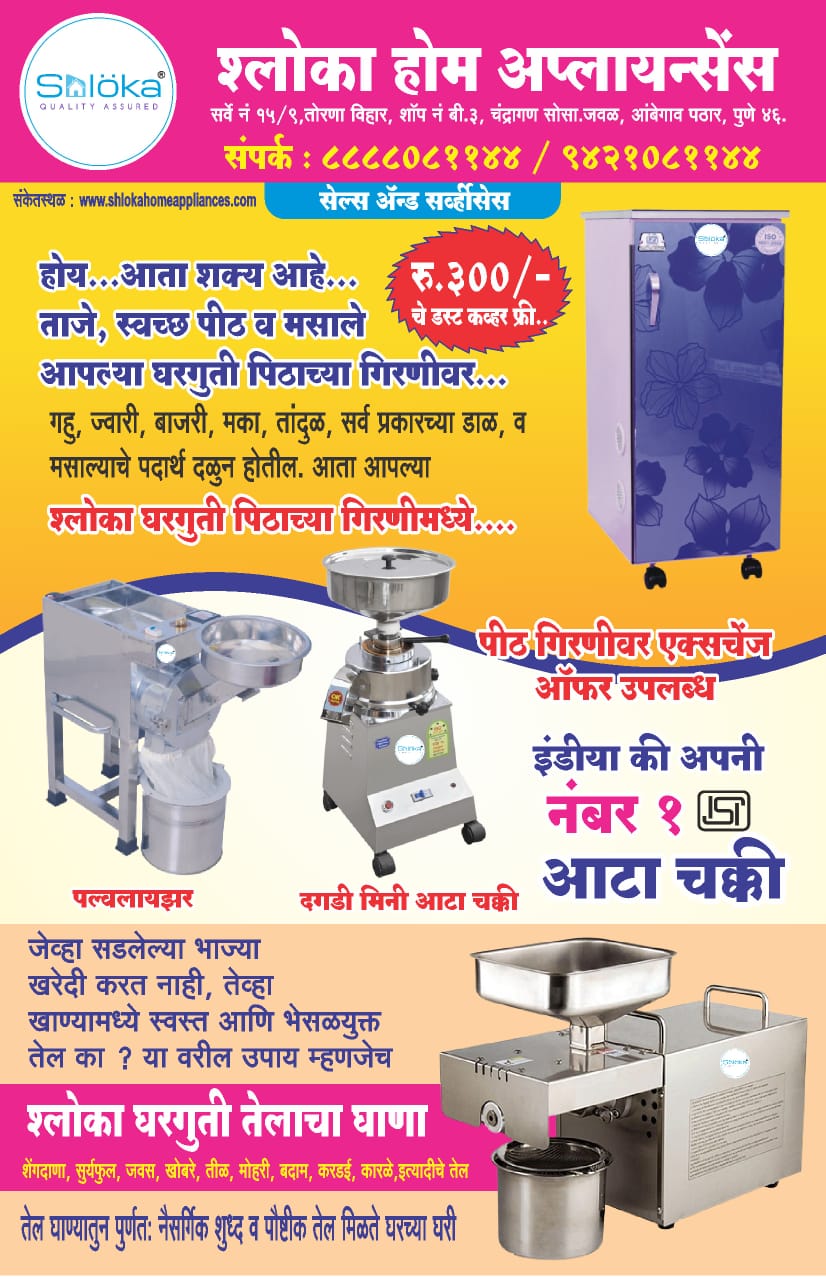 Shlöka®
QUALITY ASSURED
श्लोका होम अप्लायन्सेंस
सर्वे नं १५/९,तोरणा विहार, शॉप नं बी.३, चंद्रागण सोसा.जवळ, आंबेगाव पठार, पुणे ४६.
संपर्क : ८८८८०८११४४ / ९४२१०८११४४
संकेतस्थळ : www.shlokahomeappliances.com
सेल्स ॲन्ड सर्व्हीसेस
Shlöka
ISO
होय...आता शक्य आहे...
ताजे, स्वच्छ पीठ व मसाले
आपल्या घरगुती पिठाच्या गिरणीवर...
रु.३००/-
चे डस्ट कव्हर फ्री..
गहु, ज्वारी, बाजरी, मका, तांदुळ, सर्व प्रकारच्या डाळ, व
मसाल्याचे पदार्थ दळुन होतील. आता आपल्या
श्लोका घरगुती पिठाच्या गिरणीमध्ये....
पीठ गिरणीवर एक्सचेंज
ऑफर उपलब्ध
Shlöka
इंडीया की अपनी
नंबर १
आटा चक्की
पल्वलायझर
दगडी मिनी आटा चक्की
जेव्हा सडलेल्या भाज्या
खरेदी करत नाही, तेव्हा
खाण्यामध्ये स्वस्त आणि भेसळयुक्त
तेल का ? या वरील उपाय म्हणजेच
Shlöka
श्लोका घरगुती तेलाचा घाणा
शेंगदाणा, सुर्यफुल, जवस, खोबरे, तीळ, मोहरी, बदाम, करडई, कारळे,इत्यादीचे तेल
तेल घाण्यातुन पुर्णत: नैसर्गिक शुध्द व पौष्टीक तेल मिळते घरच्या घरी